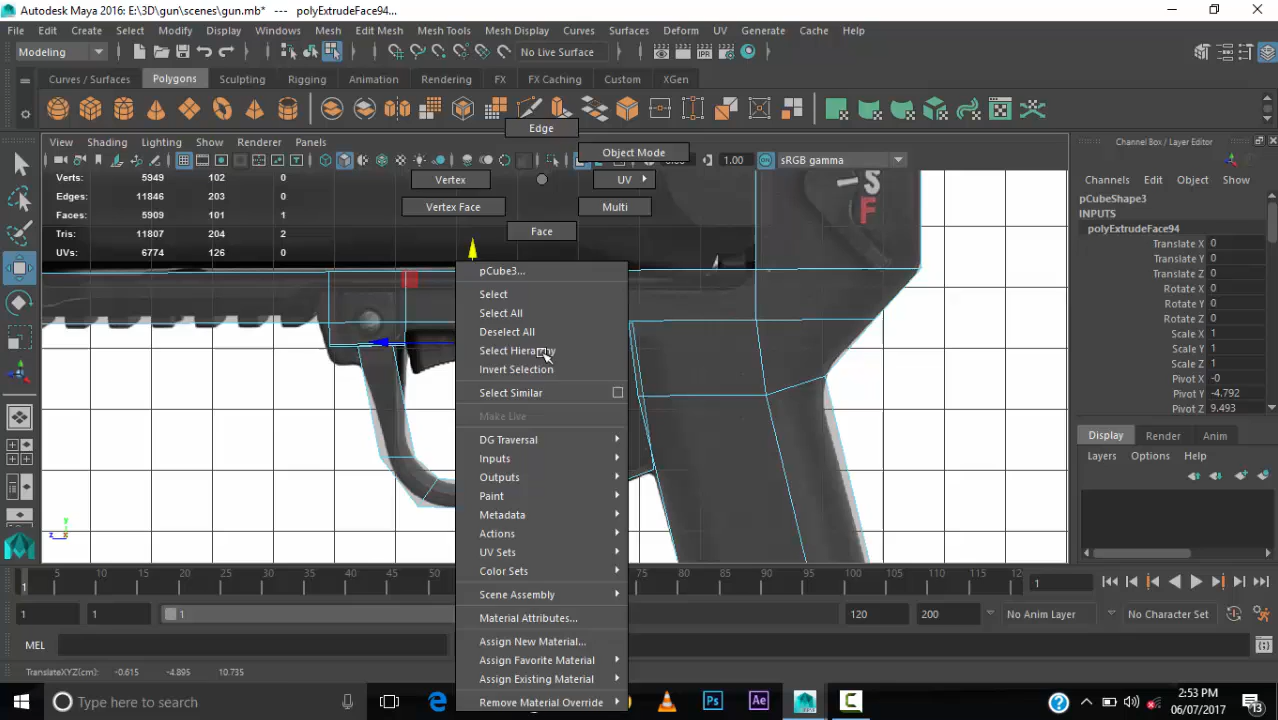 Autodesk Maya 2016: E:\3D\gun\scenes\gun.mb* --- polyExtrudeFace94...
File Edit Create Select Modify Display Windows Mesh Edit Mesh Mesh Tools Mesh Display Curves Surfaces Deform UV Generate Cache Help
Modeling No Live Surface
Curves / Surfaces Polygons Sculpting Rigging Animation Rendering FX FX Caching Custom XGen
Edge
Channel Box / Layer Editor
View Shading Lighting Show Renderer Panels
Object Mode
1.00 sRGB gamma
Channels Edit Object Show
Verts: 5949 102 0
Vertex UV
Edges: 11846 203 0
pCubeShape3
Vertex Face Multi
S
F
INPUTS
Faces: 5909 101 1
polyExtrudeFace94
Tris: 11807 204 2
Face
Translate X 0
UVs: 6774 126 0
Translate Y 0
Translate Z 0
pCube3...
Rotate X 0
Select
Rotate Y 0
Select All
Rotate Z 0
Deselect All
Scale X 1
Select Hierarchy
Scale Y 1
Invert Selection
Scale Z 1
Pivot X -0
Select Similar
Pivot Y -4.792
Pivot Z 9.493
Make Live
DG Traversal
Display Render Anim
Inputs
Layers Options Help
Outputs
Paint
Metadata
y
z
Actions
UV Sets
Color Sets
5 10 15 20 25 30 35 40 45 50 75 80 85 90 95 100 105 110 115 12
1
1
Scene Assembly
1 1 1 120 200 No Anim Layer No Character Set
Material Attributes...
MEL
Assign New Material...
Assign Favorite Material
TranslateXYZ(cm): -0.615 -4.895 10.735
Assign Existing Material
Remove Material Override
Type here to search
Ps Ae
2:53 PM
06/07/2017
13